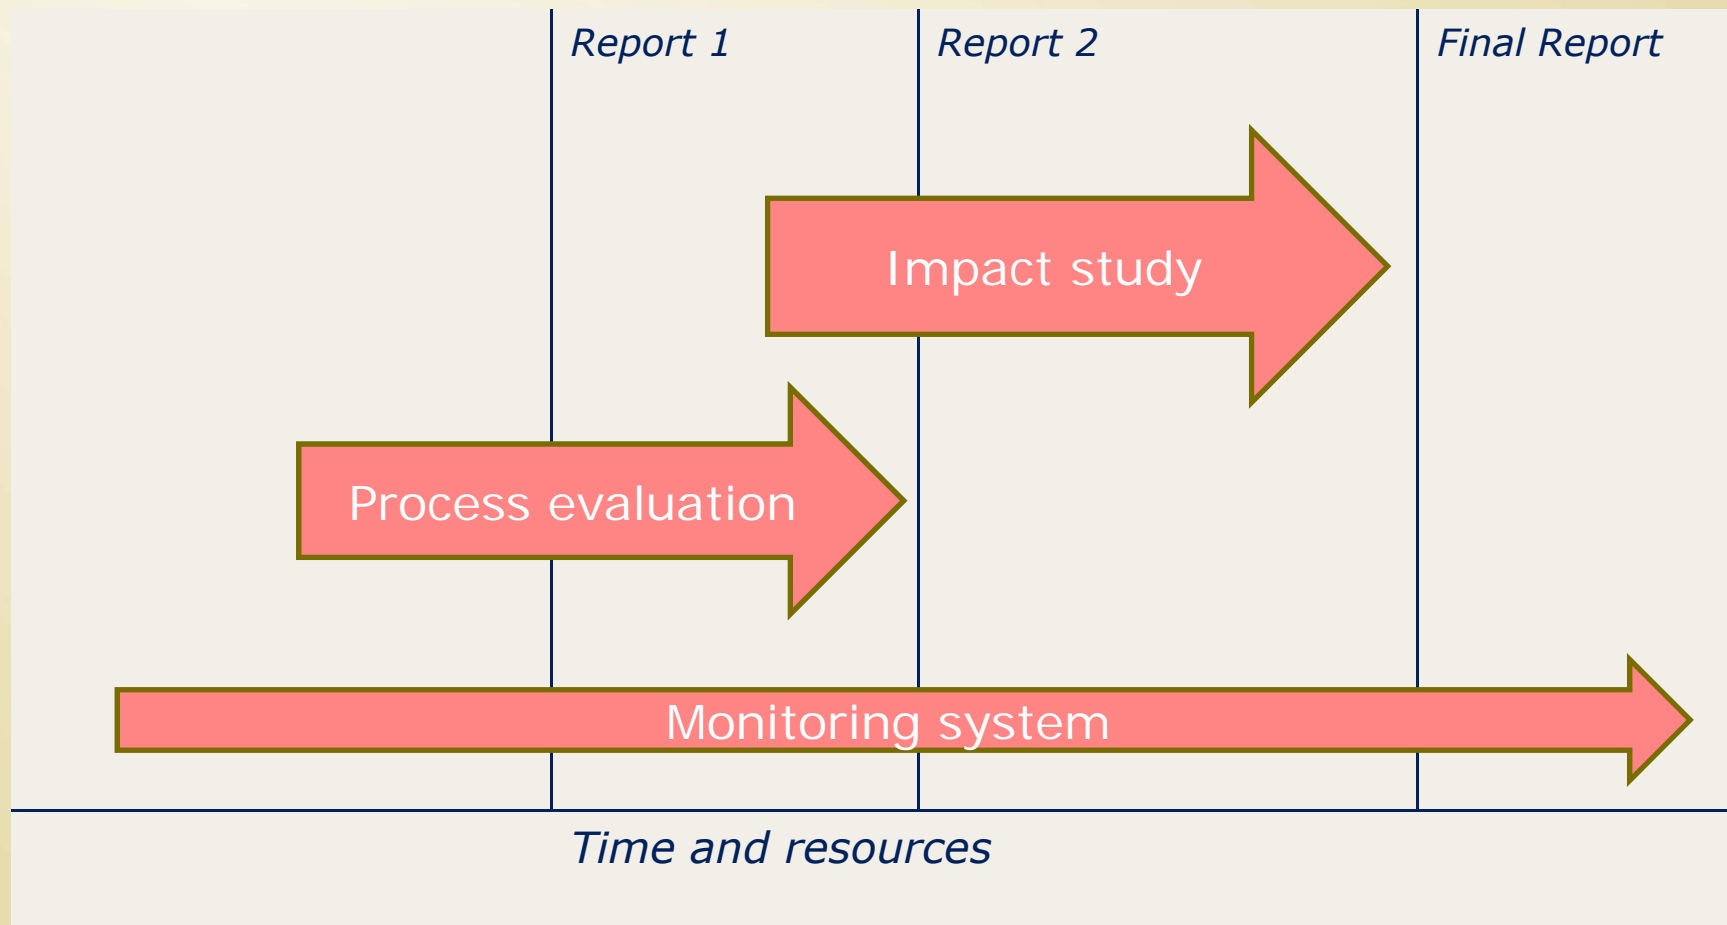 Report 1
Report 2
Final Report
Impact study
Process evaluation
Monitoring system
Time and resources